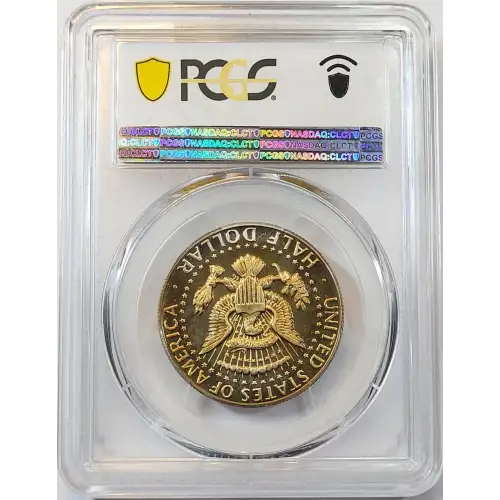 PCGS®
PCGS NASDAQ:CLCT PCGS NASDAQ:CLCT PCGS NASDAQ:CLCT PCGS
UNITED STATES OF AMERICA · HALF DOLLAR ·